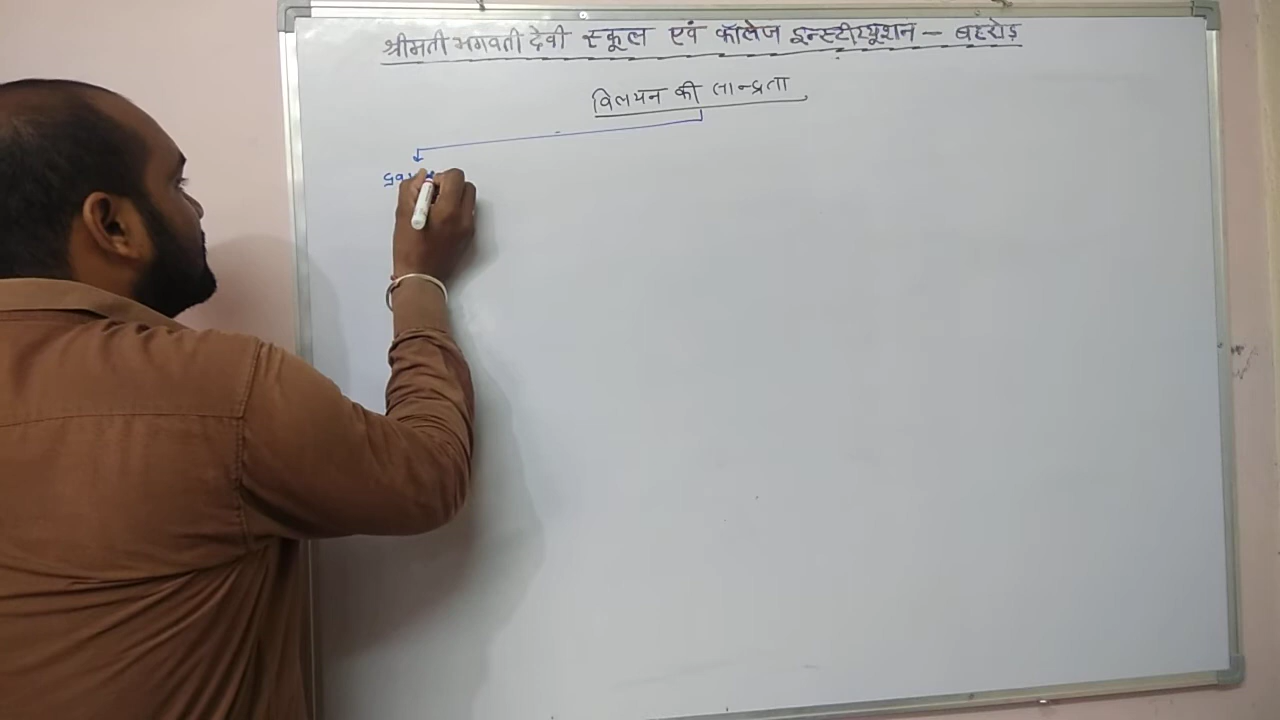 श्रीमती भगवती देवी स्कूल एवं कॉलेज इन्स्टीट्यूशन - बहरोड़
विलयन की सान्द्रता